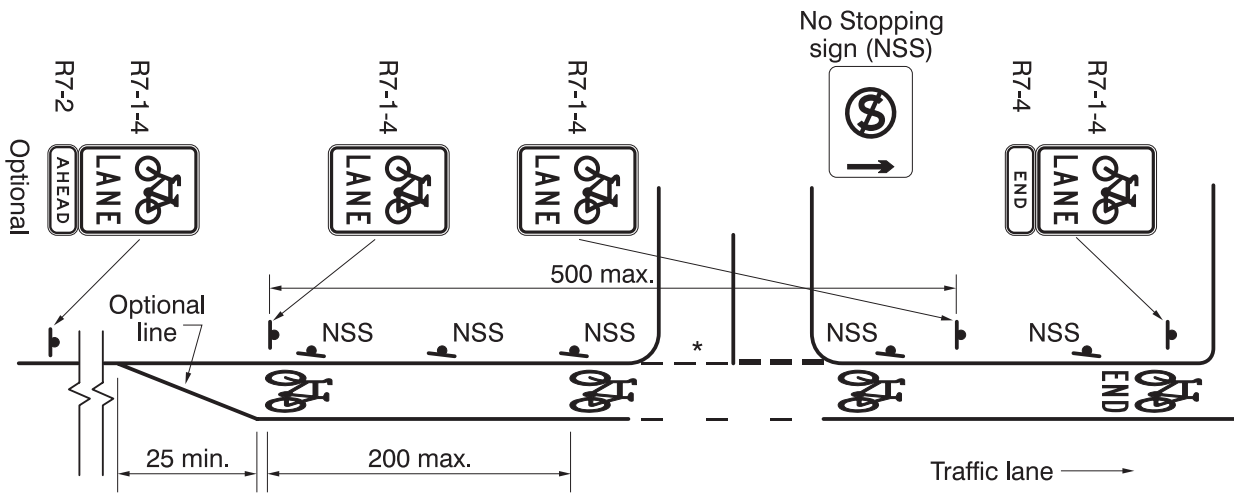 No Stopping
sign (NSS)
R7-2
R7-1-4
R7-1-4
R7-1-4
R7-4
R7-1-4
Optional
AHEAD
LANE
LANE
LANE
S
END
LANE
500 max.
Optional
line
NSS
NSS
NSS
*
NSS
NSS
END
25 min.
200 max.
Traffic lane